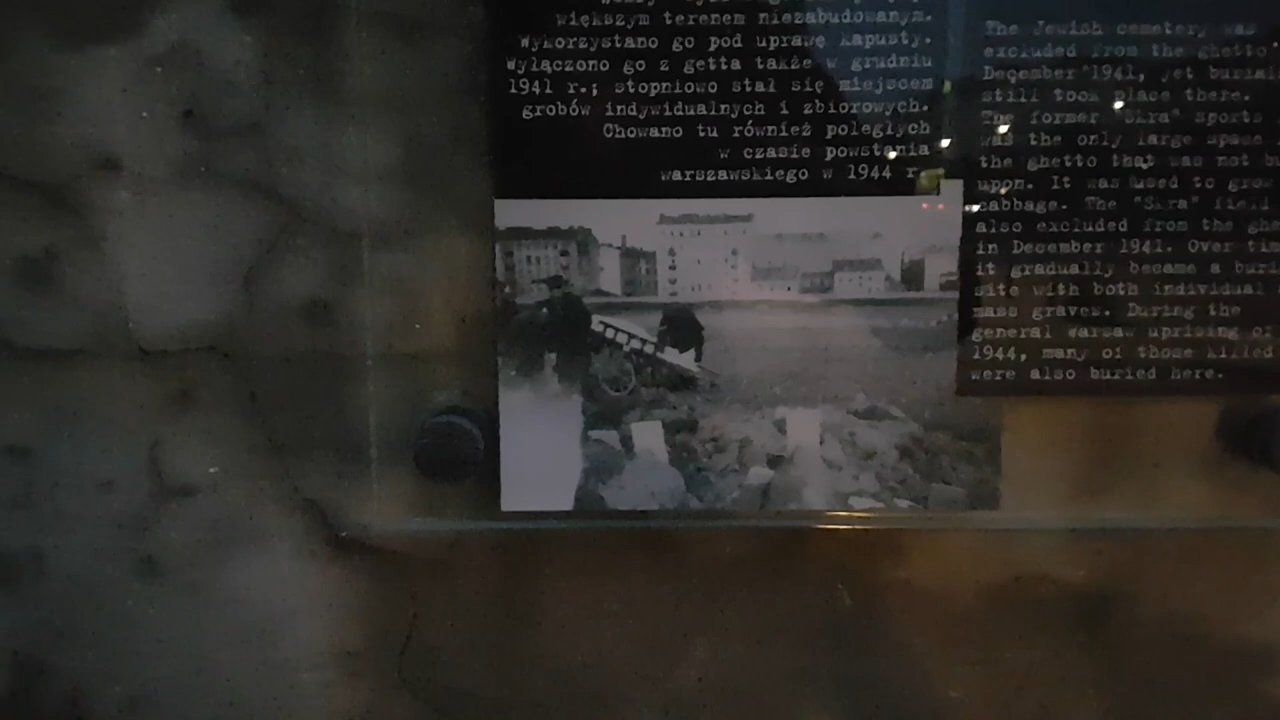 większym terenem niezabudowanym.
Wykorzystano go pod uprawę kapusty.
Wyłączono go z getta także w grudniu
1941 r.; stopniowo stał się miejscem
grobów indywidualnych i zbiorowych.
Chowano tu również poległych
w czasie powstania
warszawskiego w 1944 r.
The Jewish cemetery was
excluded from the ghetto
December 1941, yet burial
still took place there.
The former "Skra" sports
was the only large space
the ghetto that was not
upon. It was used to grow
cabbage. The "Skra" field
also excluded from the
in December 1941. Over
it gradually became a
site with both individual
mass graves. During the
general Warsaw uprising of
1944, many of those killed
were also buried here.